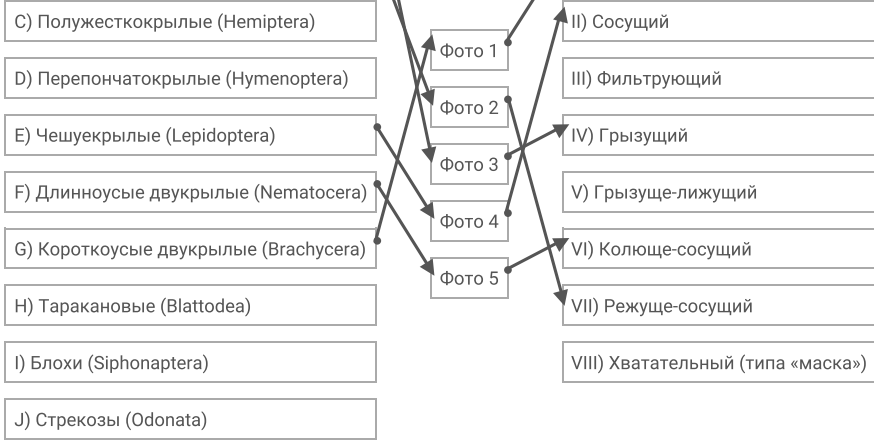 C) Полужесткокрылые (Hemiptera)
D) Перепончатокрылые (Hymenoptera)
E) Чешуекрылые (Lepidoptera)
F) Длинноусые двукрылые (Nematocera)
G) Короткоусые двукрылые (Brachycera)
H) Таракановые (Blattodea)
I) Блохи (Siphonaptera)
J) Стрекозы (Odonata)
Фото 1
Фото 2
Фото 3
Фото 4
Фото 5
II) Сосущий
III) Фильтрующий
IV) Грызущий
V) Грызуще-лижущий
VI) Колюще-сосущий
VII) Режуще-сосущий
VIII) Хватательный (типа «маска»)